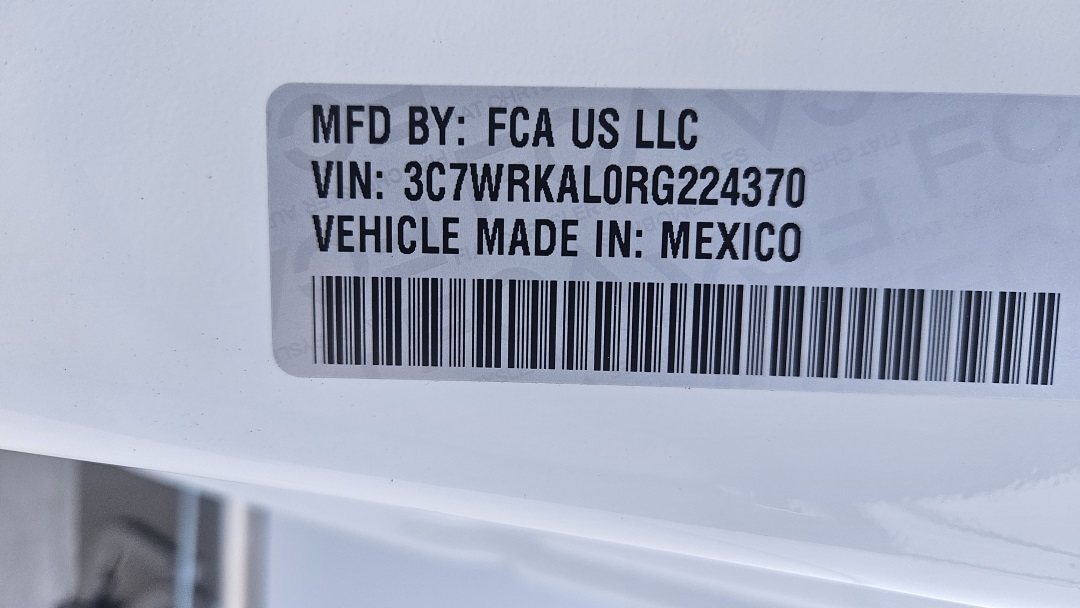 MFD BY: FCA US LLC
VIN: 3C7WRKAL0RG224370
VEHICLE MADE IN: MEXICO